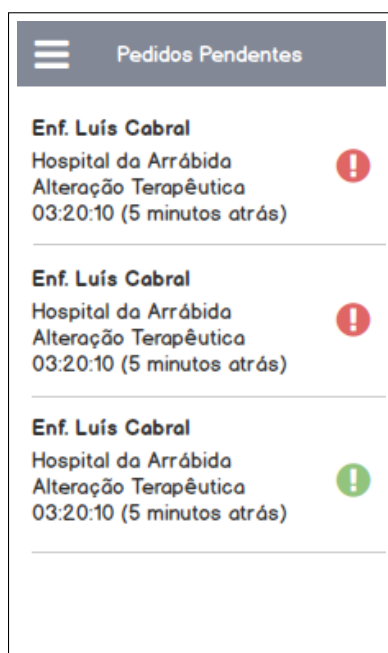 Pedidos Pendentes
Enf. Luís Cabral
Hospital da Arrábida
Alteração Terapêutica
03:20:10 (5 minutos atrás)
Enf. Luís Cabral
Hospital da Arrábida
Alteração Terapêutica
03:20:10 (5 minutos atrás)
Enf. Luís Cabral
Hospital da Arrábida
Alteração Terapêutica
03:20:10 (5 minutos atrás)